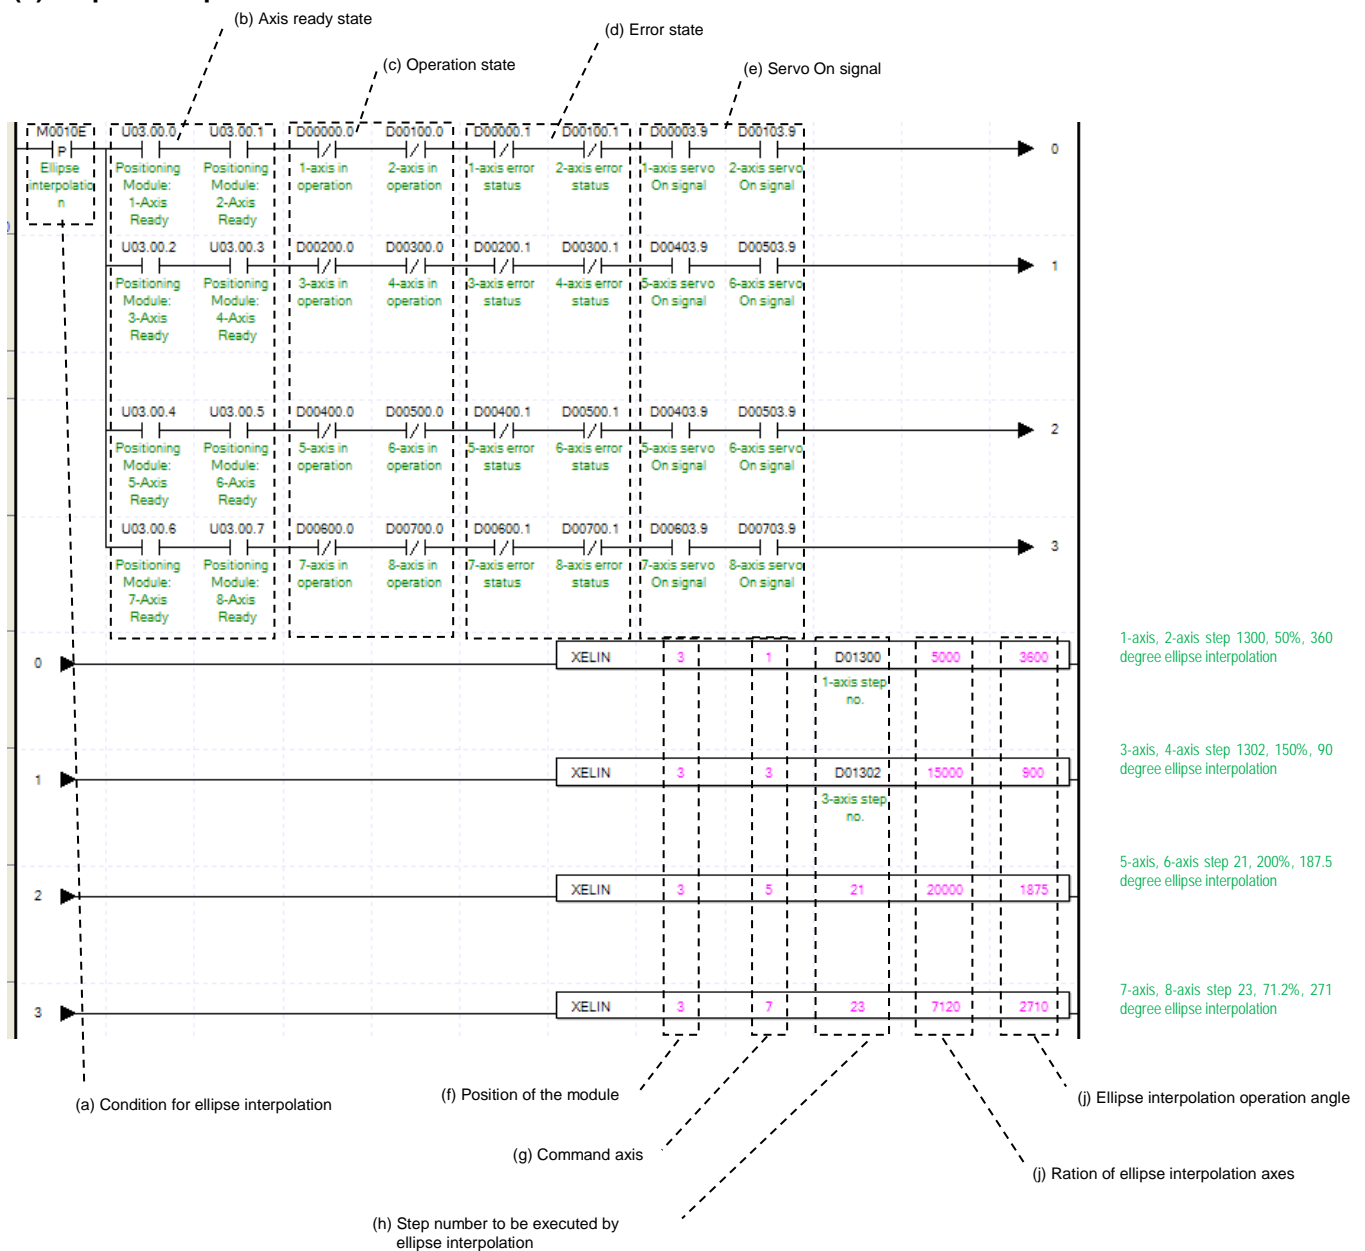 (b) Axis ready state
(d) Error state
(c) Operation state
(e) Servo On signal
M0010E U03.00.0 U03.00.1 D00000.0 D00100.0 D00000.1 D00100.1 D00003.9 D00103.9
P 0
Ellipse Positioning Positioning 1-axis in 2-axis in 1-axis error 2-axis error 1-axis servo 2-axis servo
interpolatio Module: Module: operation operation status status On signal On signal
n 1-Axis 2-Axis
Ready Ready
U03.00.2 U03.00.3 D00200.0 D00300.0 D00200.1 D00300.1 D00403.9 D00503.9
1
Positioning Positioning 3-axis in 4-axis in 3-axis error 4-axis error 5-axis servo 6-axis servo
Module: Module: operation operation status status On signal On signal
3-Axis 4-Axis
Ready Ready
U03.00.4 U03.00.5 D00400.0 D00500.0 D00400.1 D00500.1 D00403.9 D00503.9
2
Positioning Positioning 5-axis in 6-axis in 5-axis error 6-axis error 5-axis servo 6-axis servo
Module: Module: operation operation status status On signal On signal
5-Axis 6-Axis
Ready Ready
U03.00.6 U03.00.7 D00600.0 D00700.0 D00600.1 D00700.1 D00603.9 D00703.9
3
Positioning Positioning 7-axis in 8-axis in 7-axis error 8-axis error 7-axis servo 8-axis servo
Module: Module: operation operation status status On signal On signal
7-Axis 8-Axis
Ready Ready
0 XELIN 3 1 D01300 5000 3600
1-axis step
no.
1-axis, 2-axis step 1300, 50%, 360
degree ellipse interpolation
1 XELIN 3 3 D01302 15000 900
3-axis step
no.
3-axis, 4-axis step 1302, 150%, 90
degree ellipse interpolation
2 XELIN 3 5 21 20000 1875
5-axis, 6-axis step 21, 200%, 187.5
degree ellipse interpolation
3 XELIN 3 7 23 7120 2710
7-axis, 8-axis step 23, 71.2%, 271
degree ellipse interpolation
(a) Condition for ellipse interpolation
(f) Position of the module
(j) Ellipse interpolation operation angle
(g) Command axis
(j) Ration of ellipse interpolation axes
(h) Step number to be executed by
ellipse interpolation